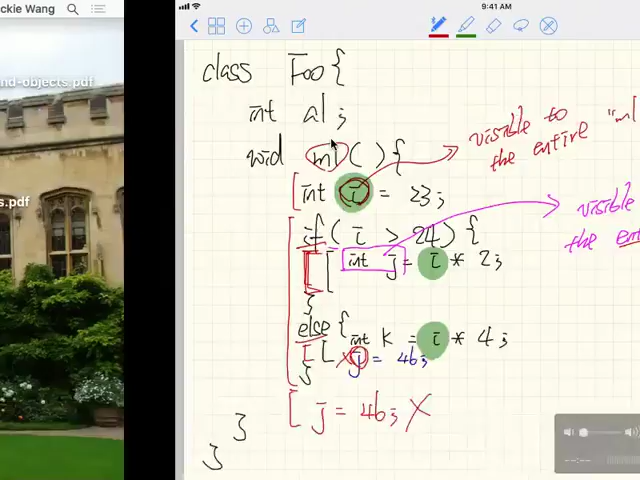 ckie Wang
9:41 AM
nd-objects.pdf
s.pdf
class Foo{
int a1;
void m1( ) {
int i = 23;
if( i > 24) {
int j = i * 2;
}
else {
int k = i * 4;
j = 46;
}
j = 46;
}
}
visible to
the entire "m1
visible
the
--:--